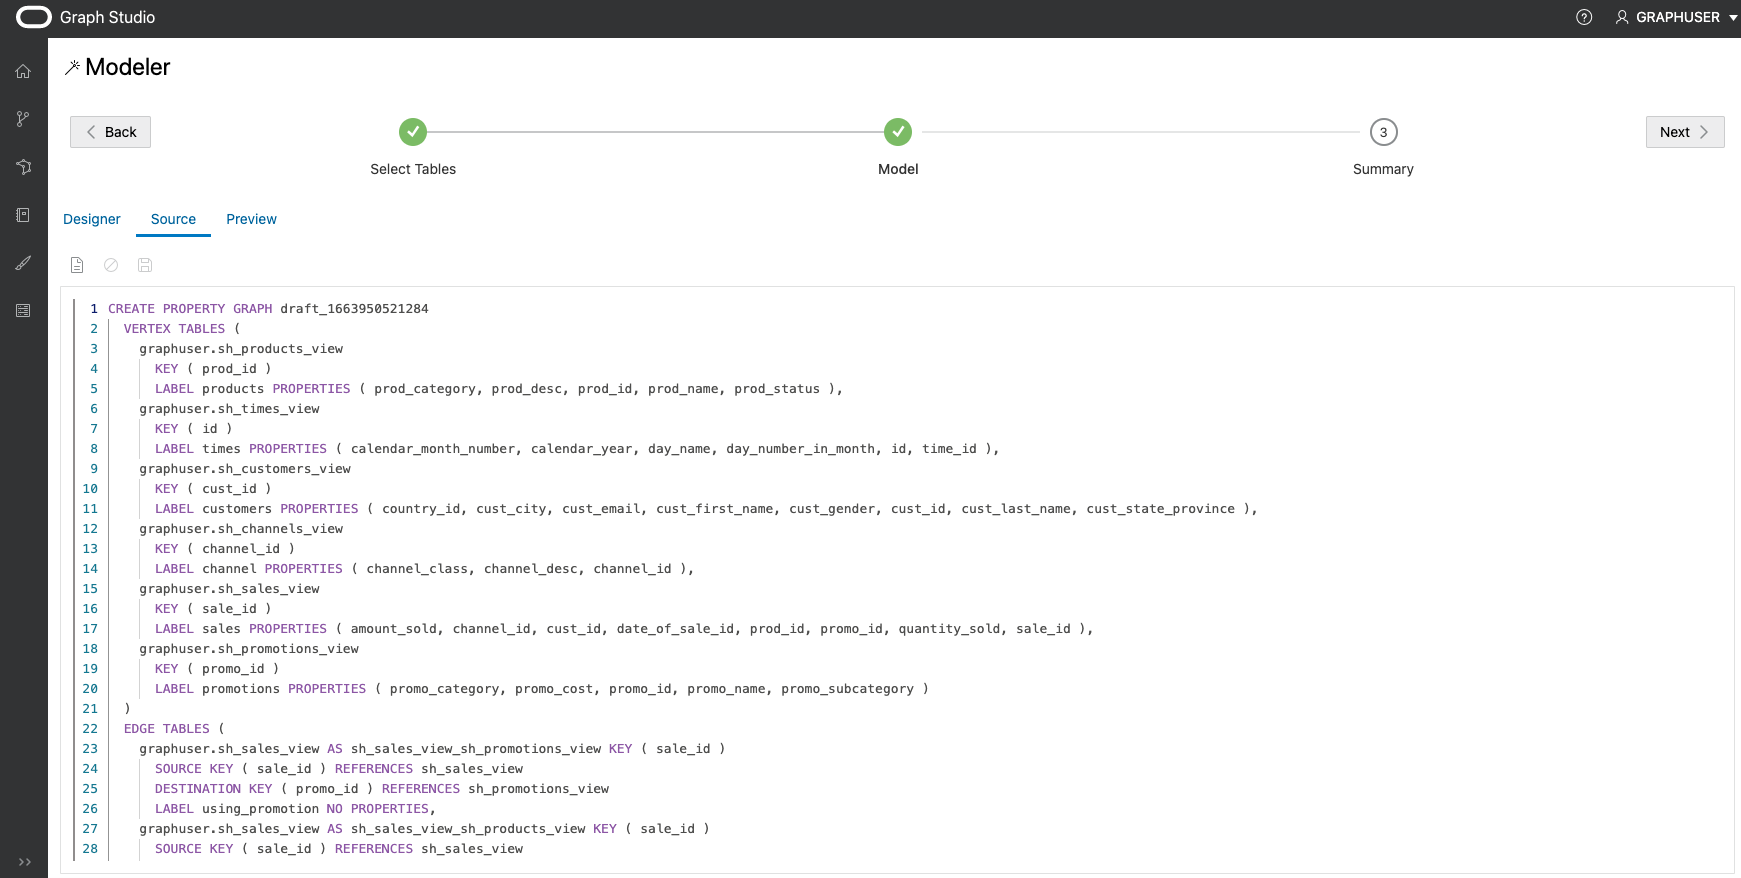 Graph Studio
GRAPHUSER
Modeler
Back
Next
3
Select Tables
Model
Summary
Designer
Source
Preview
1 CREATE PROPERTY GRAPH draft_1663950521284
2 VERTEX TABLES (
3 graphuser.sh_products_view
4 KEY ( prod_id )
5 LABEL products PROPERTIES ( prod_category, prod_desc, prod_id, prod_name, prod_status ),
6 graphuser.sh_times_view
7 KEY ( id )
8 LABEL times PROPERTIES ( calendar_month_number, calendar_year, day_name, day_number_in_month, id, time_id ),
9 graphuser.sh_customers_view
10 KEY ( cust_id )
11 LABEL customers PROPERTIES ( country_id, cust_city, cust_email, cust_first_name, cust_gender, cust_id, cust_last_name, cust_state_province ),
12 graphuser.sh_channels_view
13 KEY ( channel_id )
14 LABEL channel PROPERTIES ( channel_class, channel_desc, channel_id ),
15 graphuser.sh_sales_view
16 KEY ( sale_id )
17 LABEL sales PROPERTIES ( amount_sold, channel_id, cust_id, date_of_sale_id, prod_id, promo_id, quantity_sold, sale_id ),
18 graphuser.sh_promotions_view
19 KEY ( promo_id )
20 LABEL promotions PROPERTIES ( promo_category, promo_cost, promo_id, promo_name, promo_subcategory )
21 )
22 EDGE TABLES (
23 graphuser.sh_sales_view AS sh_sales_view_sh_promotions_view KEY ( sale_id )
24 SOURCE KEY ( sale_id ) REFERENCES sh_sales_view
25 DESTINATION KEY ( promo_id ) REFERENCES sh_promotions_view
26 LABEL using_promotion NO PROPERTIES,
27 graphuser.sh_sales_view AS sh_sales_view_sh_products_view KEY ( sale_id )
28 SOURCE KEY ( sale_id ) REFERENCES sh_sales_view